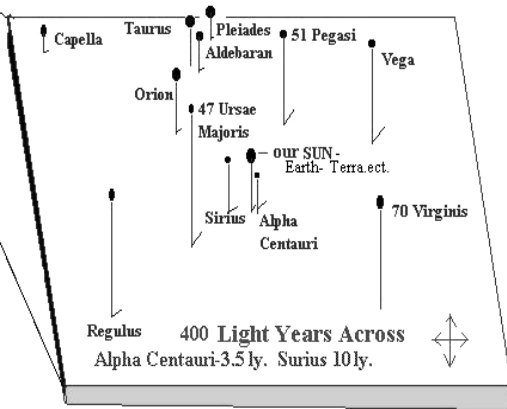 Capella
Taurus
Pleiades
Aldebaran
51 Pegasi
Vega
Orion
47 Ursae
Majoris
our SUN -
Earth- Terra.ect.
Sirius
Alpha
Centauri
70 Virginis
Regulus
400 Light Years Across
Alpha Centauri-3.5 ly. Surius 10 ly.